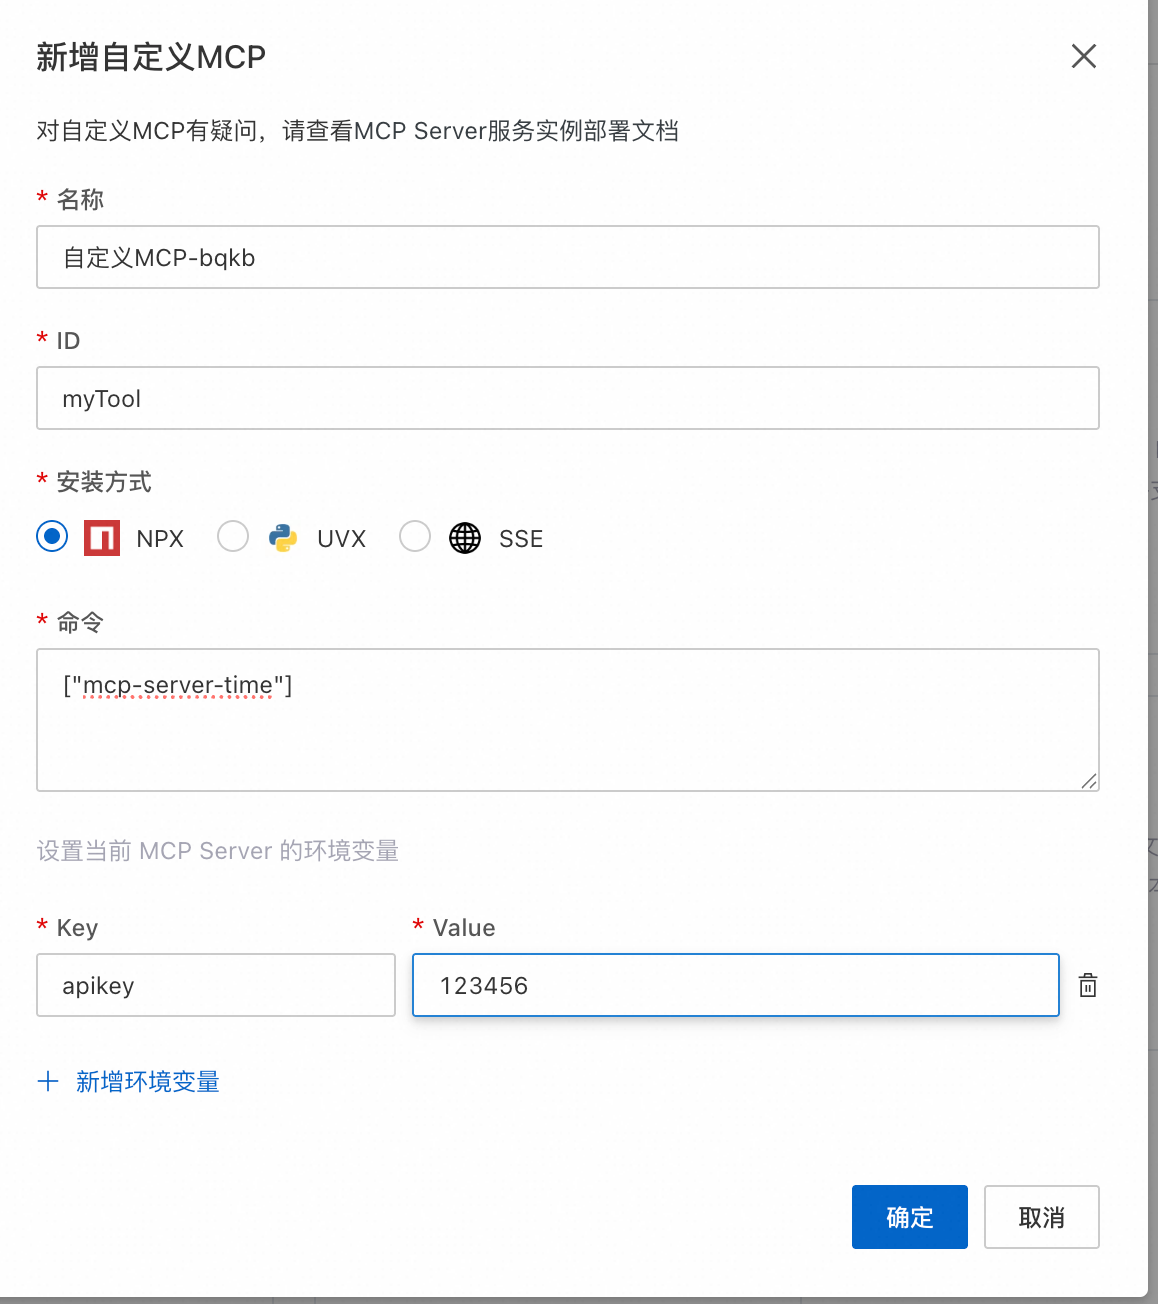 新增自定义MCP
对自定义MCP有疑问，请查看MCP Server服务实例部署文档
* 名称
自定义MCP-bqkb
* ID
myTool
* 安装方式
NPX UVX SSE
* 命令
["mcp-server-time"]
设置当前 MCP Server 的环境变量
* Key * Value
apikey 123456
+ 新增环境变量
确定 取消